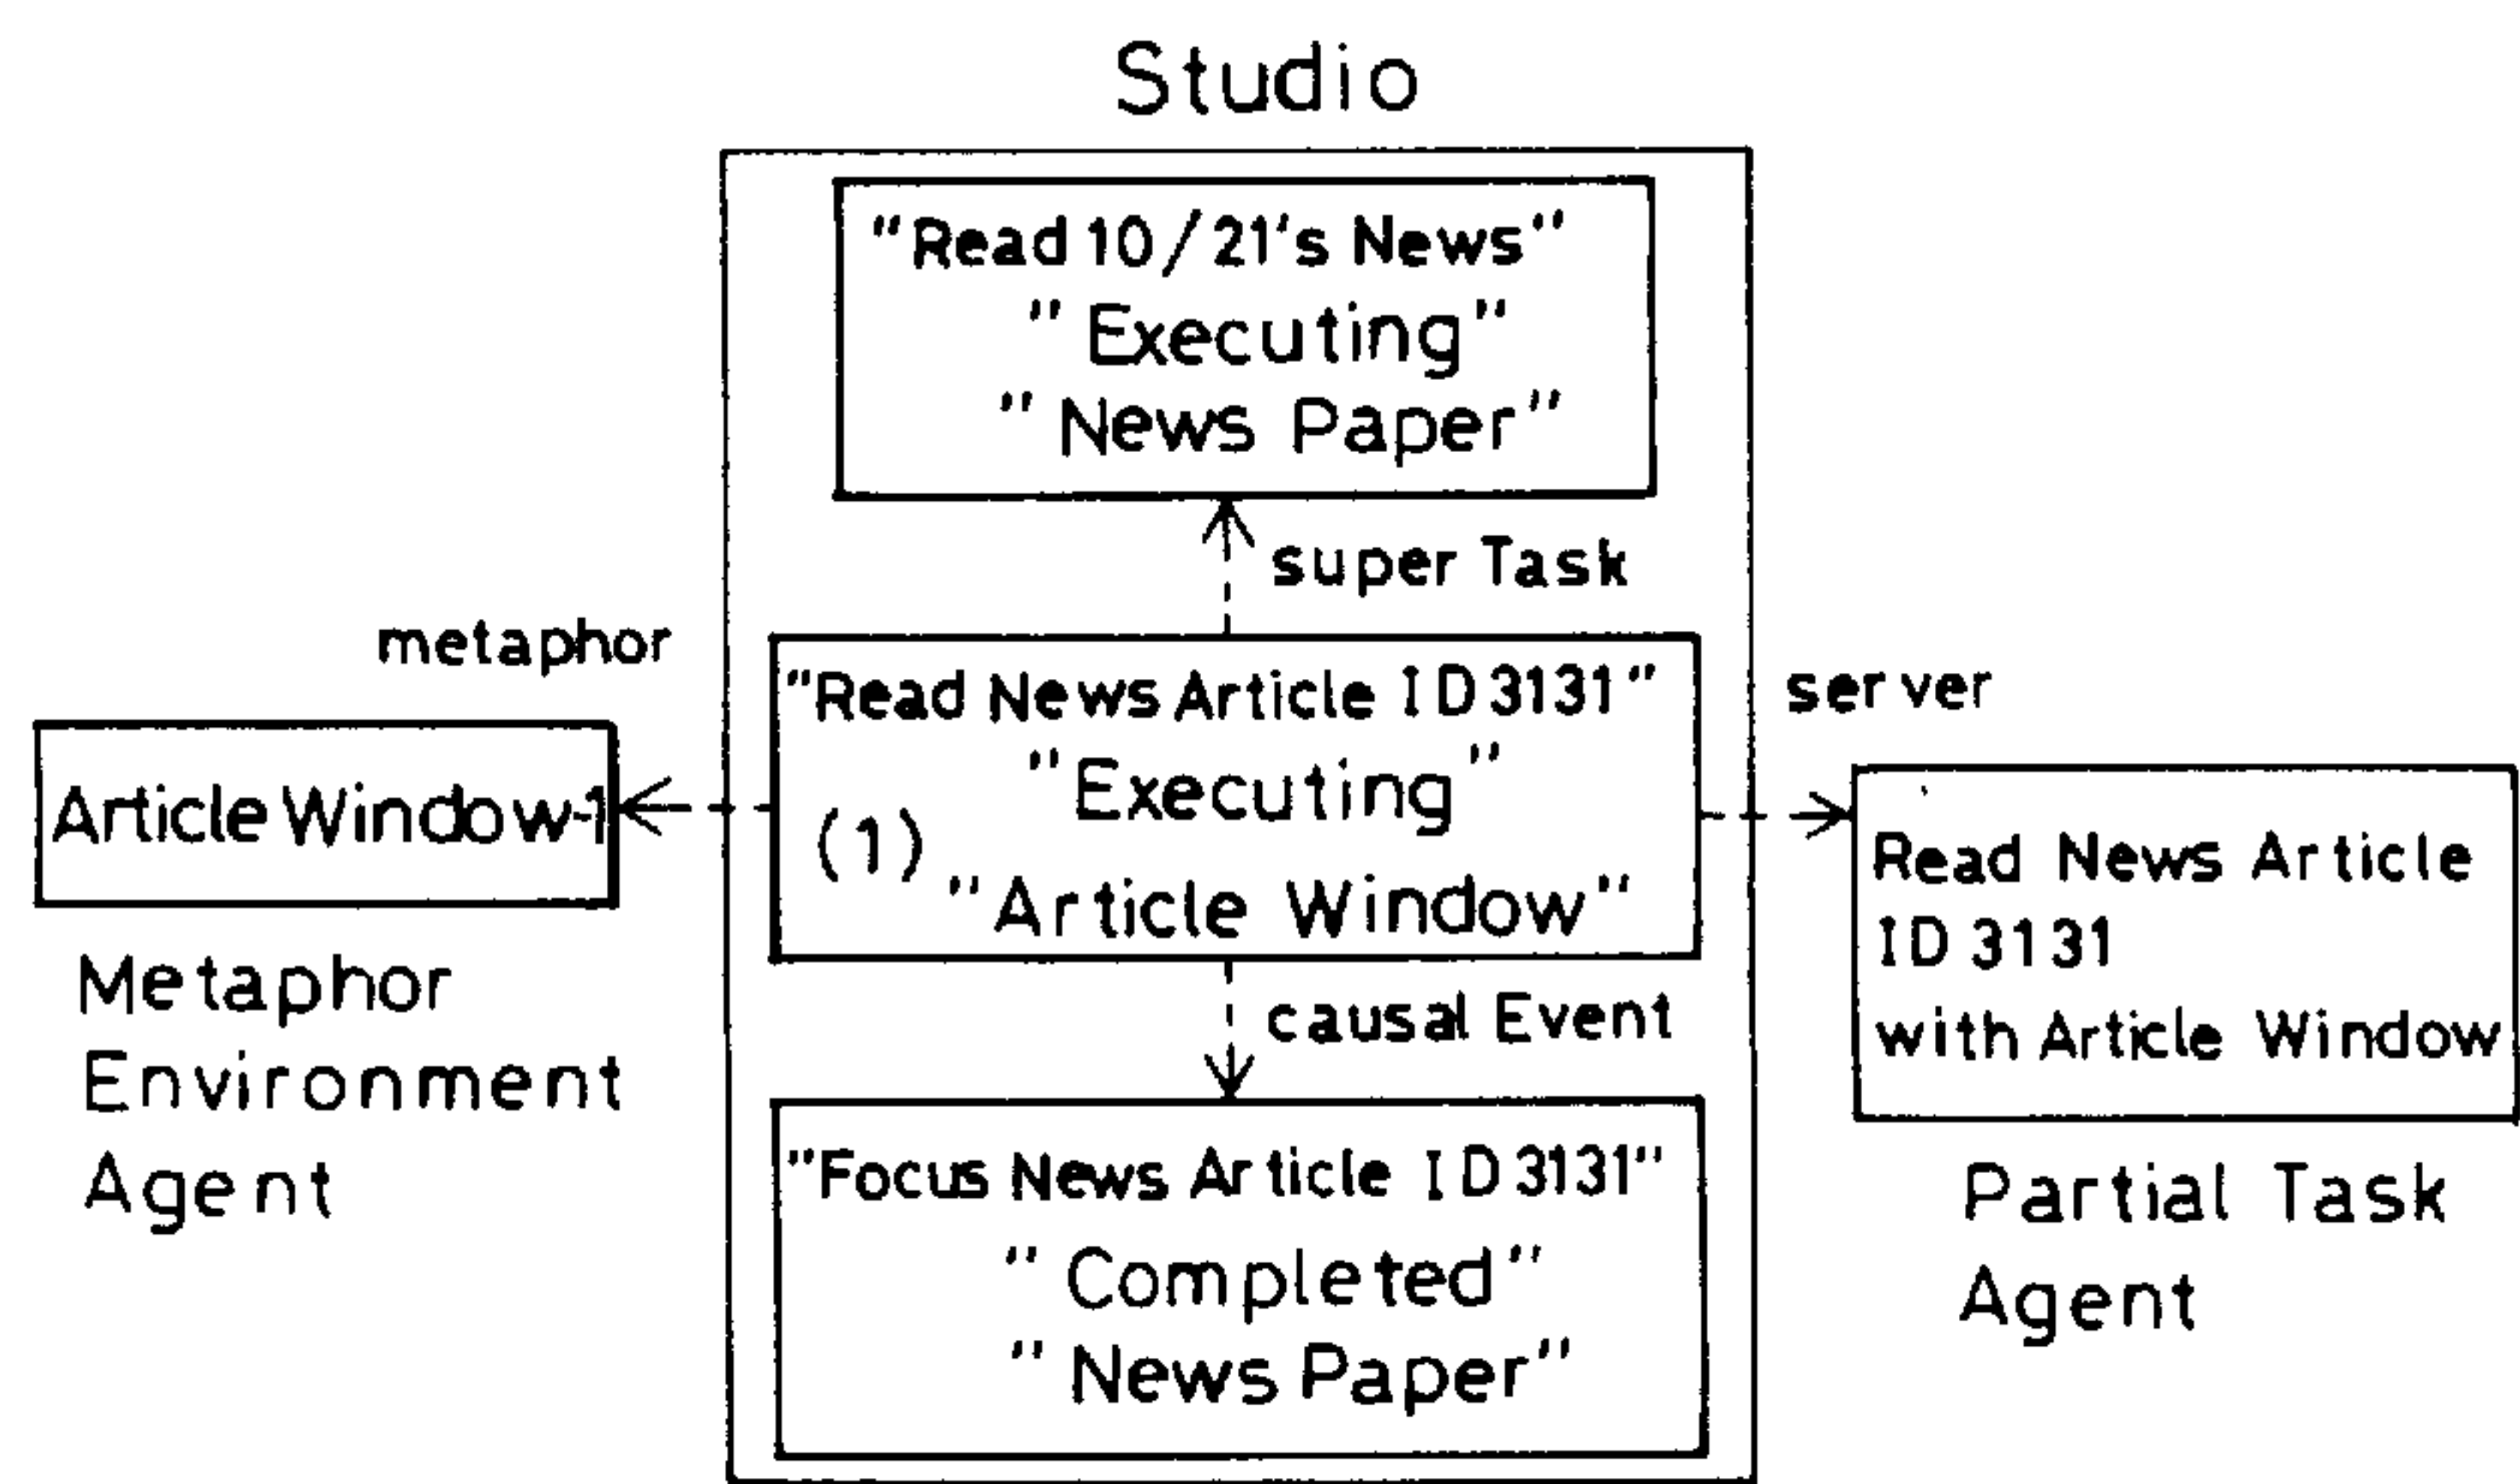 Studio
"Read 10/21's News"
"Executing"
"News Paper"
super Task
metaphor
"Read News Article ID 3131"
"Executing"
(1)
"Article Window"
server
Article Window-1
Metaphor
Environment
Agent
Read News Article
ID 3131
with Article Window
Partial Task
Agent
causal Event
"Focus News Article ID 3131"
"Completed"
"News Paper"